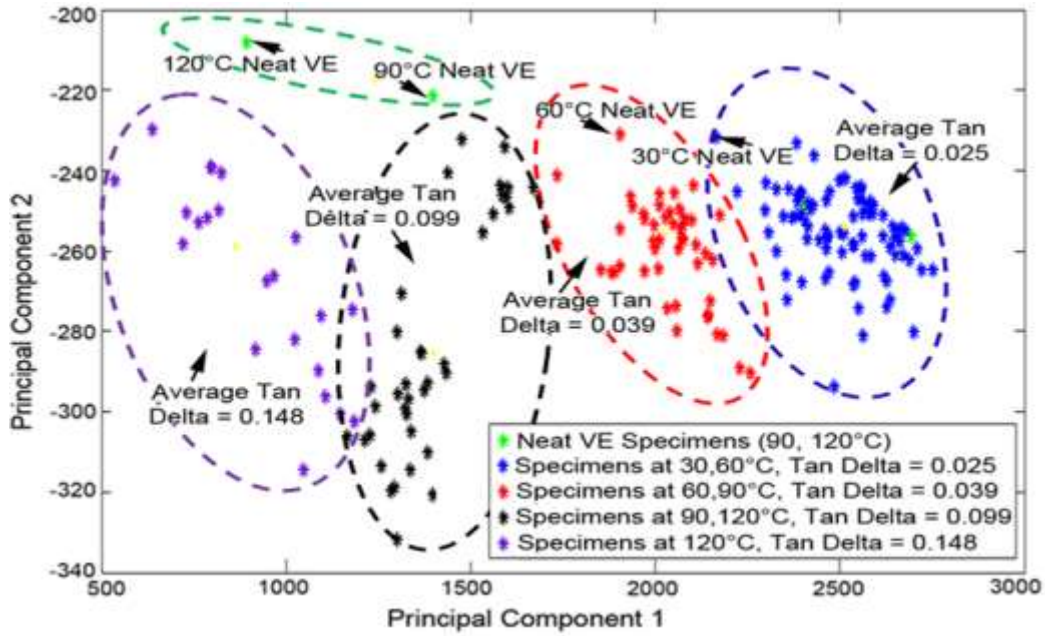 -200
-220
-240
-260
-280
-300
-320
-340
Principal Component 2
120°C Neat VE
90°C Neat VE
60°C Neat VE
30°C Neat VE
Average Tan
Delta = 0.025
Average Tan
Delta = 0.099
Average Tan
Delta = 0.039
Average Tan
Delta = 0.148
Neat VE Specimens (90, 120°C)
Specimens at 30,60°C, Tan Delta = 0.025
Specimens at 60,90°C, Tan Delta = 0.039
Specimens at 90,120°C, Tan Delta = 0.099
Specimens at 120°C, Tan Delta = 0.148
500
1000
1500
2000
2500
3000
Principal Component 1